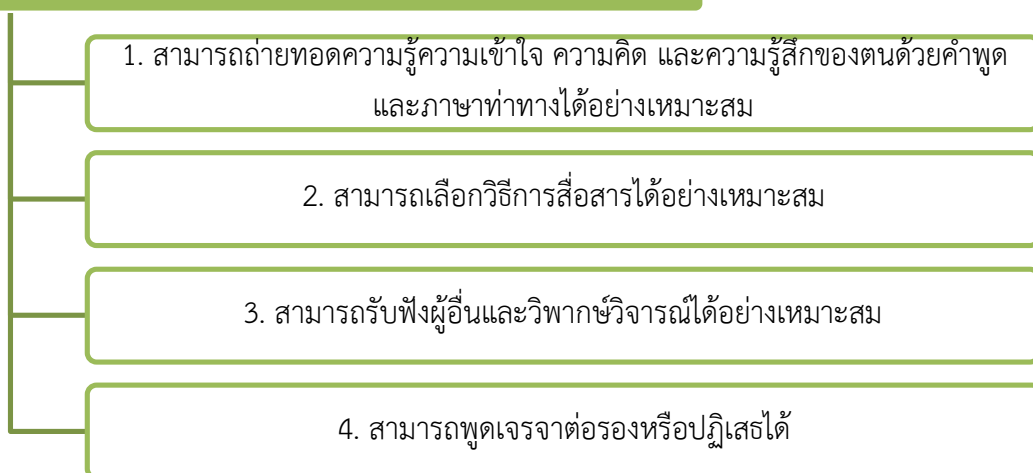 1. สามารถถ่ายทอดความรู้ความเข้าใจ ความคิด และความรู้สึกของตนด้วยคำพูด
และภาษาท่าทางได้อย่างเหมาะสม
2. สามารถเลือกวิธีการสื่อสารได้อย่างเหมาะสม
3. สามารถรับฟังผู้อื่นและวิพากษ์วิจารณ์ได้อย่างเหมาะสม
4. สามารถพูดเจรจาต่อรองหรือปฏิเสธได้